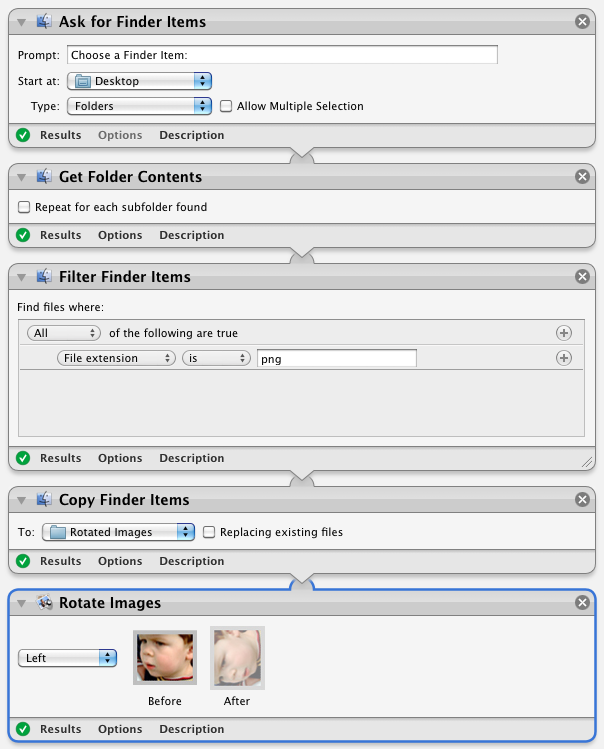 Ask for Finder Items
Prompt: Choose a Finder Item:
Start at: Desktop
Type: Folders Allow Multiple Selection
Results Options Description
Get Folder Contents
Repeat for each subfolder found
Results Options Description
Filter Finder Items
Find files where:
All of the following are true
File extension is png
Results Options Description
Copy Finder Items
To: Rotated Images Replacing existing files
Results Options Description
Rotate Images
Left
Before After
Results Options Description